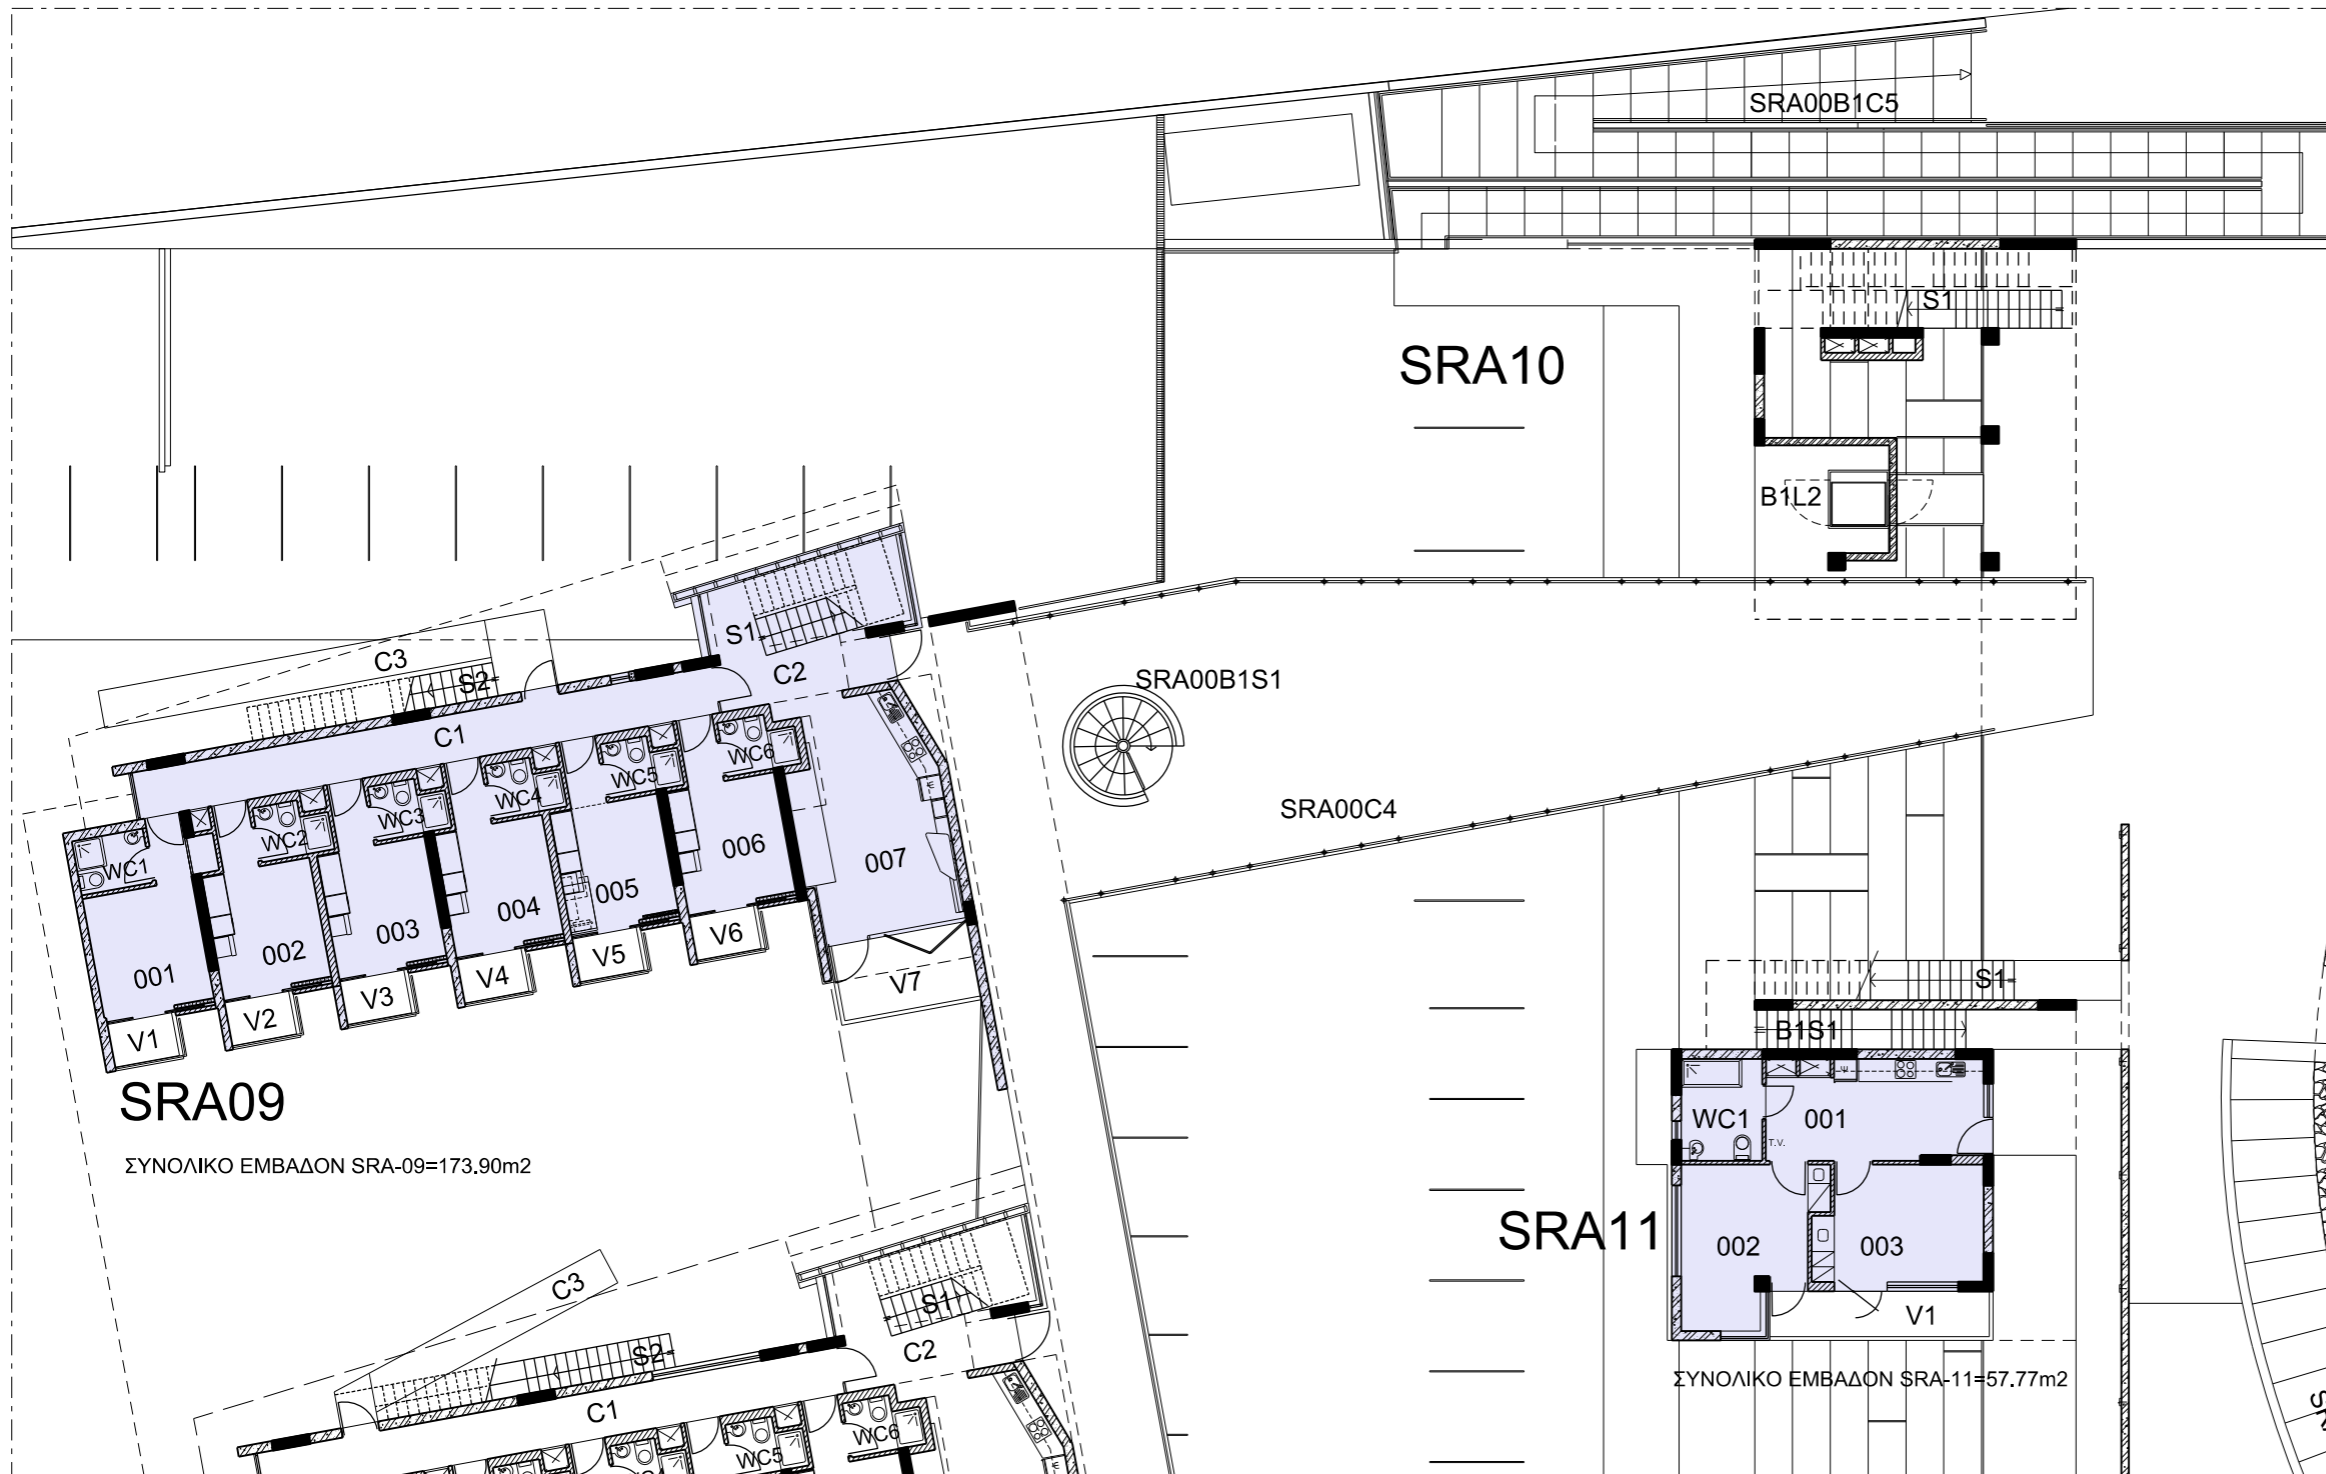 SRA00B1C5
S1
SRA10
B1L2
S1
C3
C2
S2
SRA00B1S1
C1
WC6
WC5
WC4
SRA00C4
WC3
WC2
WC1
006
007
005
004
003
002
001
V6
V5
V4
V7
V3
V2
V1
S1
B1S1
SRA09
WC1
001
T.V.
ΣΥΝΟΛΙΚΟ ΕΜΒΑΔΟΝ SRA-09=173.90m2
SRA11
002
003
C3
S1
V1
S2
C2
ΣΥΝΟΛΙΚΟ ΕΜΒΑΔΟΝ SRA-11=57.77m2
C1
WC6
WC5